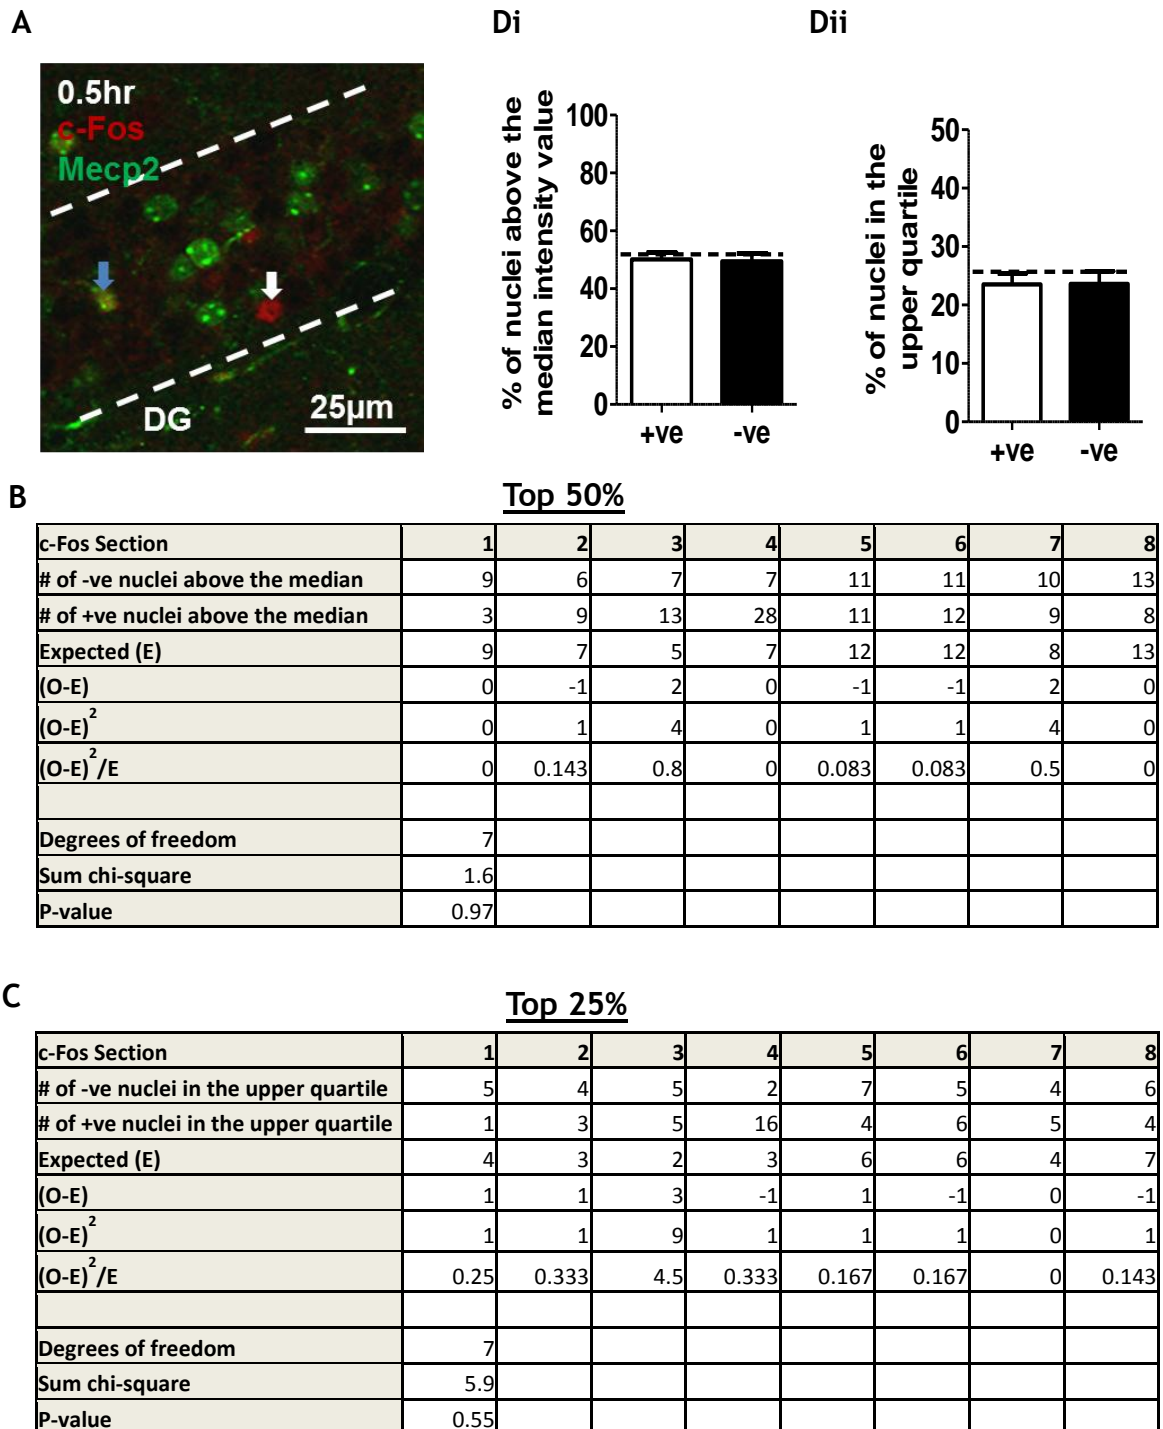 A
Di
Dii
0.5hr
c-Fos
Mecp2
DG
25µm
% of nuclei above the
median intensity value
100
80
60
40
20
0
+ve -ve
% of nuclei in the
upper quartile
50
40
30
20
10
0
+ve -ve
B
Top 50%
c-Fos Section 1 2 3 4 5 6 7 8
# of -ve nuclei above the median 9 6 7 7 11 11 10 13
# of +ve nuclei above the median 3 9 13 28 11 12 9 8
Expected (E) 9 7 5 7 12 12 8 13
(O-E) 0 -1 2 0 -1 -1 2 0
(O-E)² 0 1 4 0 1 1 4 0
(O-E)²/E 0 0.143 0.8 0 0.083 0.083 0.5 0
Degrees of freedom 7
Sum chi-square 1.6
P-value 0.97
C
Top 25%
c-Fos Section 1 2 3 4 5 6 7 8
# of -ve nuclei in the upper quartile 5 4 5 2 7 5 4 6
# of +ve nuclei in the upper quartile 1 3 5 16 4 6 5 4
Expected (E) 4 3 2 3 6 6 4 7
(O-E) 1 1 3 -1 1 -1 0 -1
(O-E)² 1 1 9 1 1 1 0 1
(O-E)²/E 0.25 0.333 4.5 0.333 0.167 0.167 0 0.143
Degrees of freedom 7
Sum chi-square 5.9
P-value 0.55